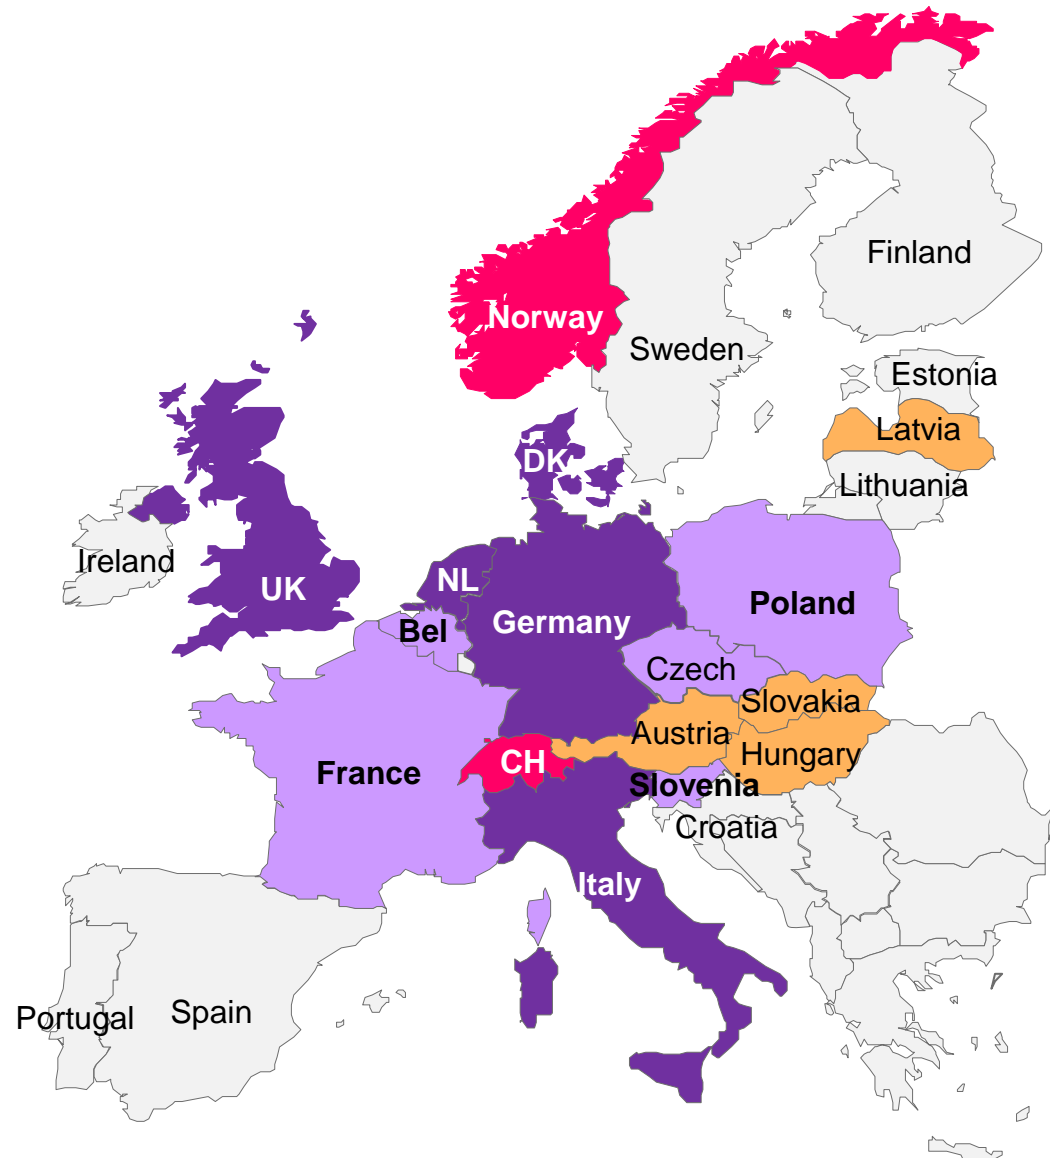 Finland
Norway
Sweden
Estonia
Latvia
DK
Lithuania
Ireland
NL
UK
Poland
Germany
Bel
Czech
Slovakia
Austria
Hungary
CH
France
Slovenia
Croatia
Italy
Spain
Portugal